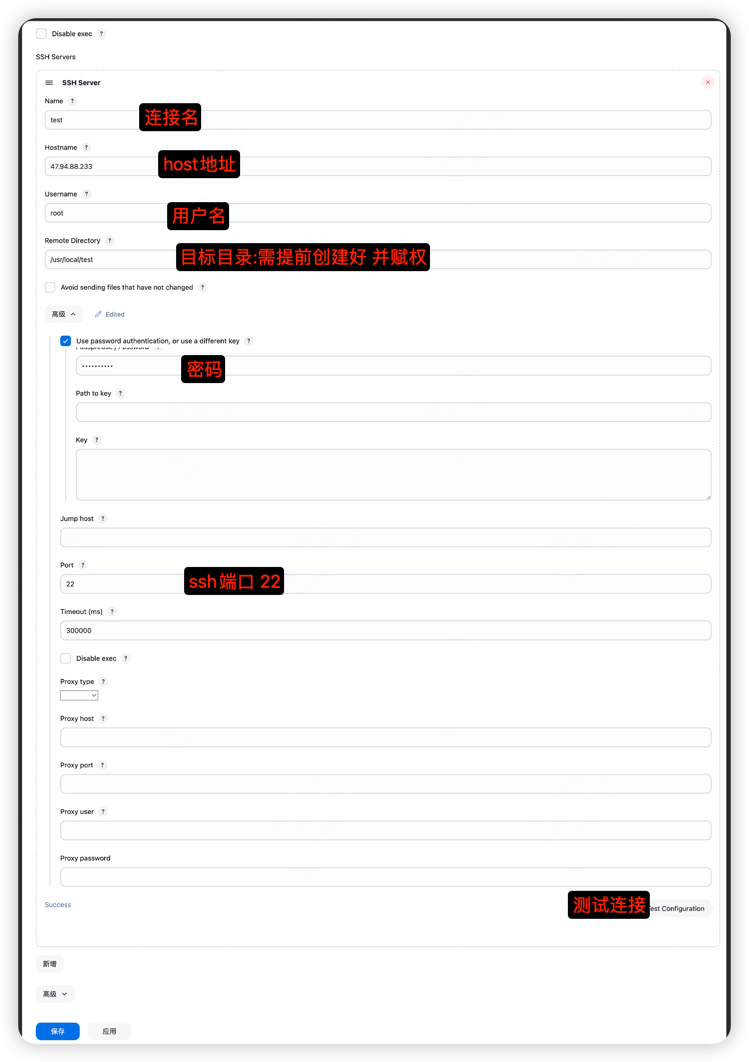 Disable exec ?
SSH Servers
SSH Server
Name ?
test
连接名
Hostname ?
47.94.88.233
host地址
Username ?
root
用户名
Remote Directory ?
/usr/local/test
目标目录:需提前创建好 并赋权
Avoid sending files that have not changed ?
高级
Edited
Use password authentication, or use a different key ?
Passphrase / Password ?
••••••••••
密码
Path to key ?
Key ?
Jump host ?
Port ?
22
ssh端口 22
Timeout (ms) ?
300000
Disable exec ?
Proxy type ?
Proxy host ?
Proxy port ?
Proxy user ?
Proxy password
Success
测试连接
Test Configuration
新增
高级
保存
应用